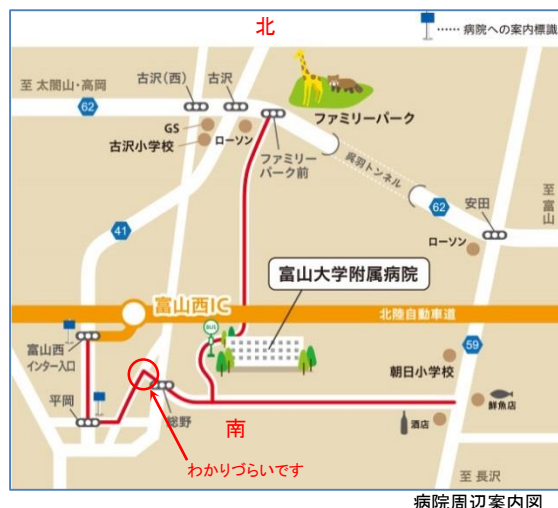 北
病院への案内標識
至 太閤山・高岡
古沢(西)
古沢
62
GS
古沢小学校
ローソン
ファミリーパーク
ファミリー
パーク前
呉羽トンネル
安田
至富山
62
ローソン
41
富山大学附属病院
富山西IC
北陸自動車道
BUS
富山西
インター入口
59
朝日小学校
平岡
総野
南
鮮魚店
酒店
わかりづらいです
至 長沢
病院周辺案内図